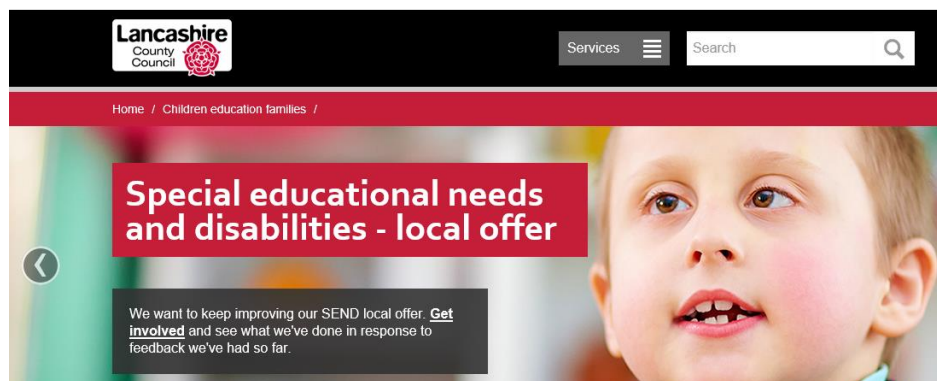 Lancashire
County
Council
Services
Search
Home / Children education families /
Special educational needs
and disabilities - local offer
We want to keep improving our SEND local offer. Get
involved and see what we've done in response to
feedback we've had so far.